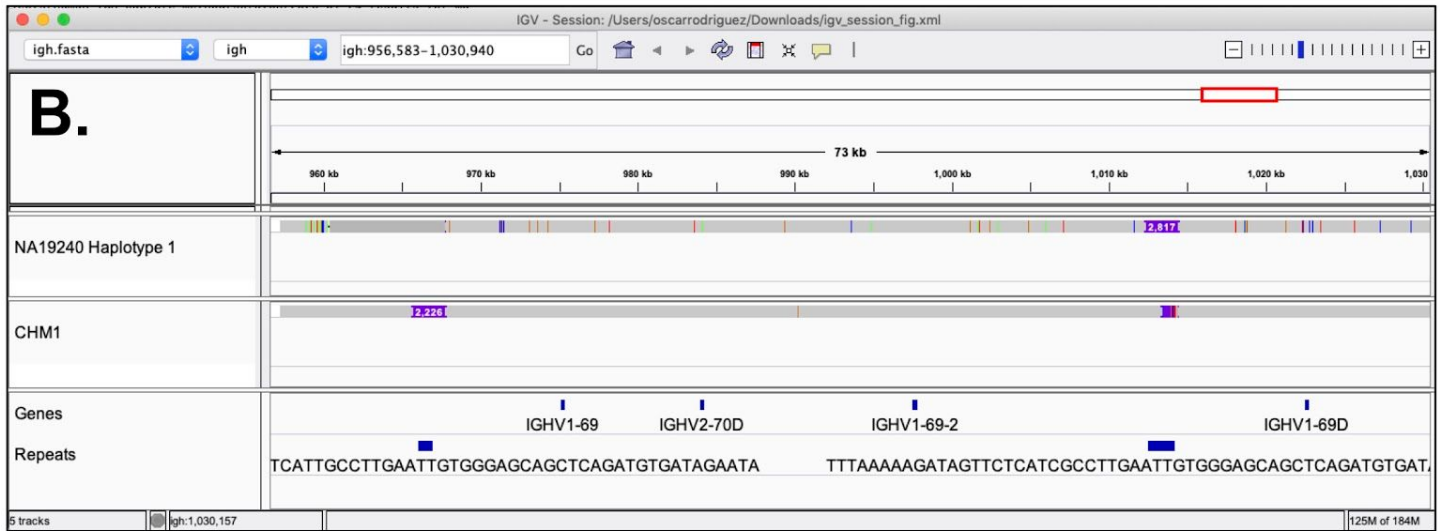 IGV - Session: /Users/oscarrodriguez/Downloads/igv_session_fig.xml
igh.fasta igh igh:956,583-1,030,940 Go
B.
73 kb
960 kb 970 kb 980 kb 990 kb 1,000 kb 1,010 kb 1,020 kb 1,030
NA19240 Haplotype 1 2,817
CHM1 2,226
Genes
IGHV1-69 IGHV2-70D IGHV1-69-2 IGHV1-69D
Repeats
TCATTGCCTTGAATTGTGGGAGCAGCTCAGATGTGATAGAATA TTTAAAAAGATAGTTCTCATCGCCTTGAATTGTGGGAGCAGCTCAGATGTGAT
5 tracks igh:1,030,157 125M of 184M